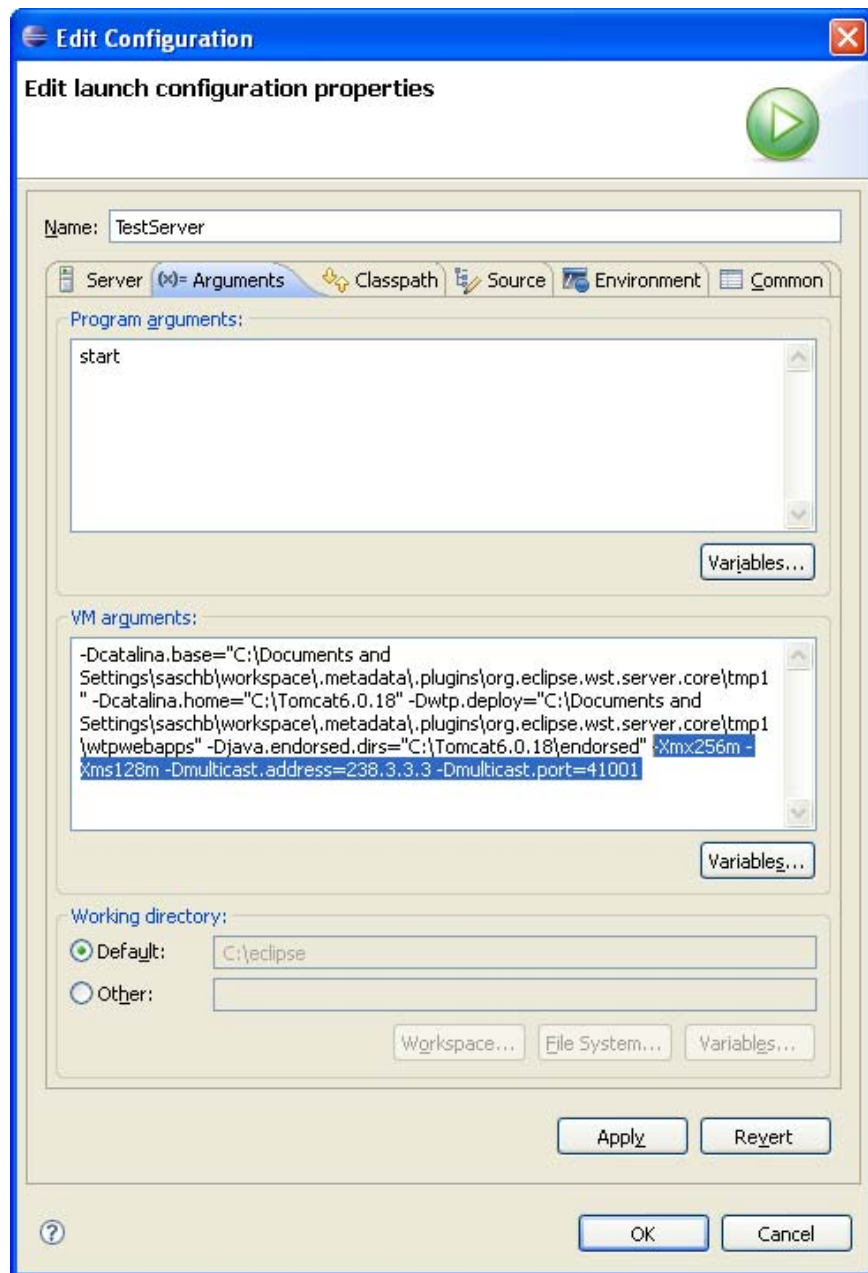 Edit Configuration
Edit launch configuration properties
Name: TestServer
Server (x)= Arguments Classpath Source Environment Common
Program arguments:
start
Variables...
VM arguments:
-Dcatalina.base="C:\Documents and
Settings\saschb\workspace\.metadata\.plugins\org.eclipse.wst.server.core\tmp1
" -Dcatalina.home="C:\Tomcat6.0.18" -Dwtp.deploy="C:\Documents and
Settings\saschb\workspace\.metadata\.plugins\org.eclipse.wst.server.core\tmp1
\wtpwebapps" -Djava.endorsed.dirs="C:\Tomcat6.0.18\endorsed" -Xmx256m -
Xms128m -Dmulticast.address=238.3.3.3 -Dmulticast.port=41001
Variables...
Working directory:
Default: C:\eclipse
Other:
Workspace... File System... Variables...
Apply Revert
? OK Cancel